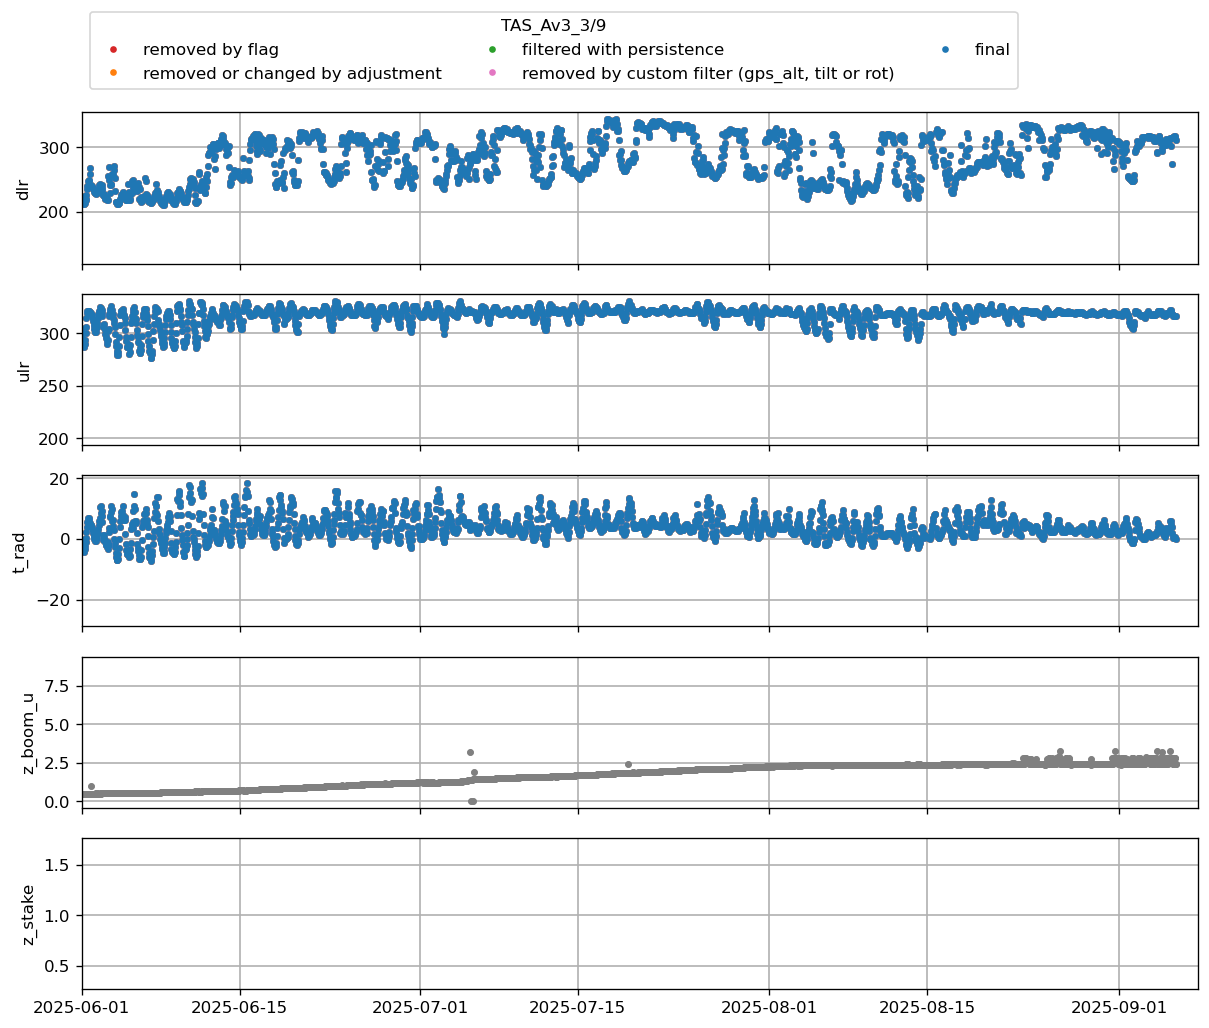 TAS_Av3_3/9
removed by flag
filtered with persistence
final
removed or changed by adjustment
removed by custom filter (gps_alt, tilt or rot)
300
200
dlr
300
250
200
ulr
20
0
−20
t_rad
7.5
5.0
2.5
0.0
z_boom_u
1.5
1.0
0.5
z_stake
2025-06-01 2025-06-15 2025-07-01 2025-07-15 2025-08-01 2025-08-15 2025-09-01